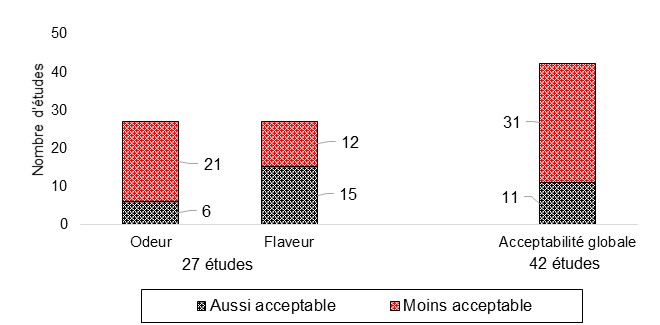 Nombre d'études
50
40
30
20
10
0
21
6
12
15
31
11
Odeur
Flaveur
Acceptabilité globale
27 études
42 études
Aussi acceptable
Moins acceptable